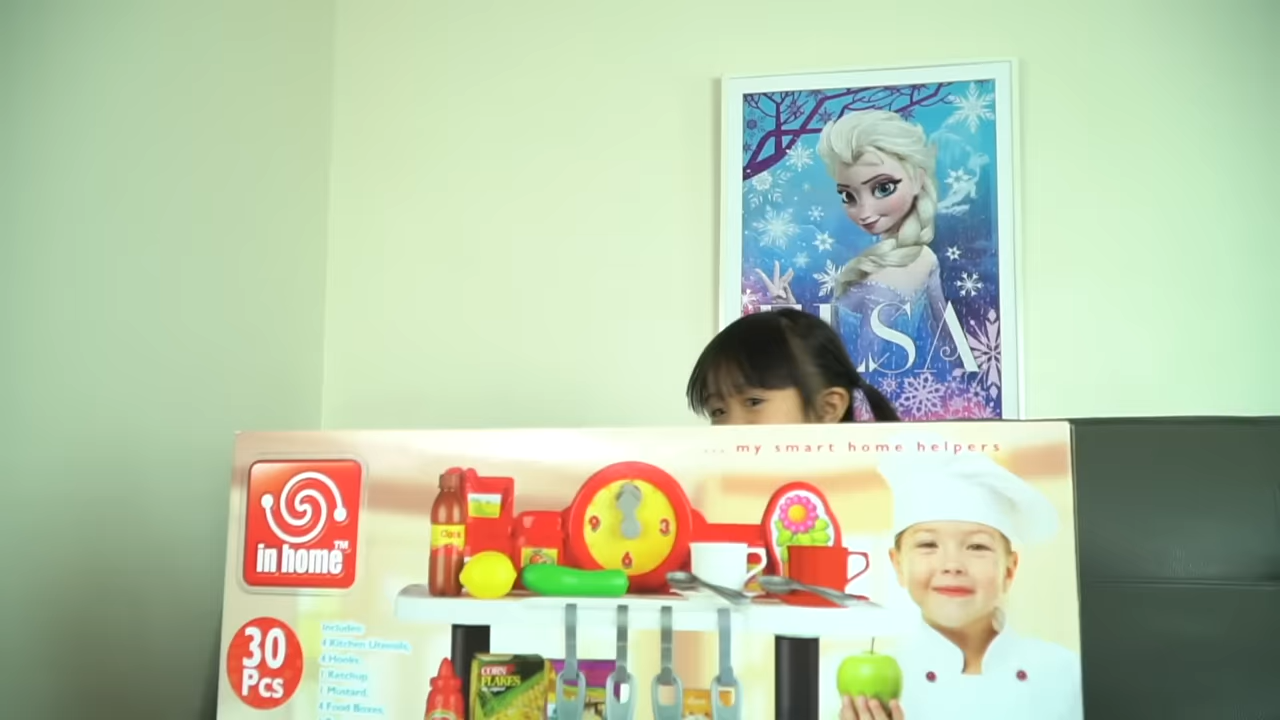 ELSA
... my smart home helpers
in home™
9 3
6
30
Pcs
Includes:
4 Kitchen Utensils,
4 Hooks,
1 Ketchup,
1 Mustard,
4 Food Boxes,
CORN
FLAKES